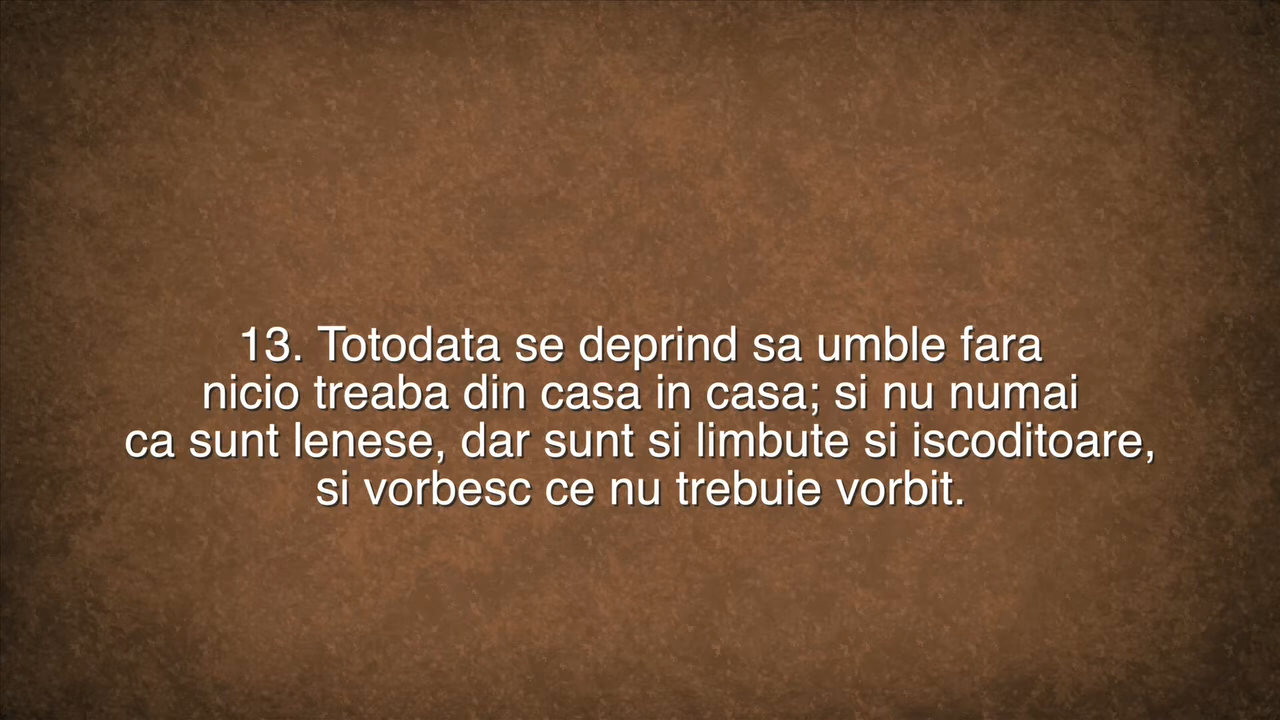 13. Totodata se deprind sa umble fara
nicio treaba din casa in casa; si nu numai
ca sunt lenese, dar sunt si limbute si iscoditoare,
si vorbesc ce nu trebuie vorbit.